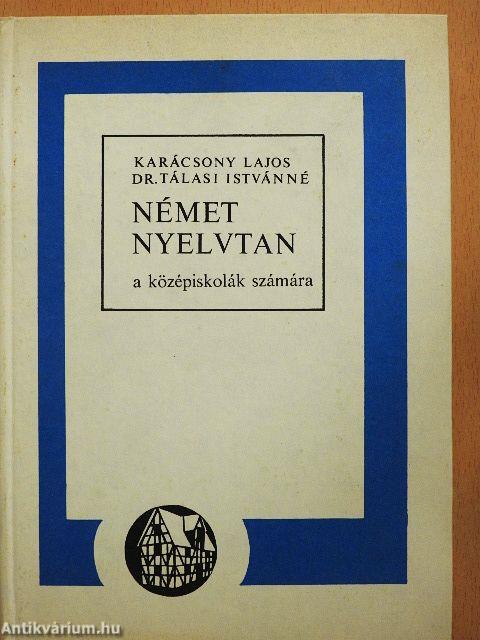 KARÁCSONY LAJOS
DR. TÁLASI ISTVÁNNÉ
NÉMET
NYELVTAN
a középiskolák számára
Antikvárium.hu